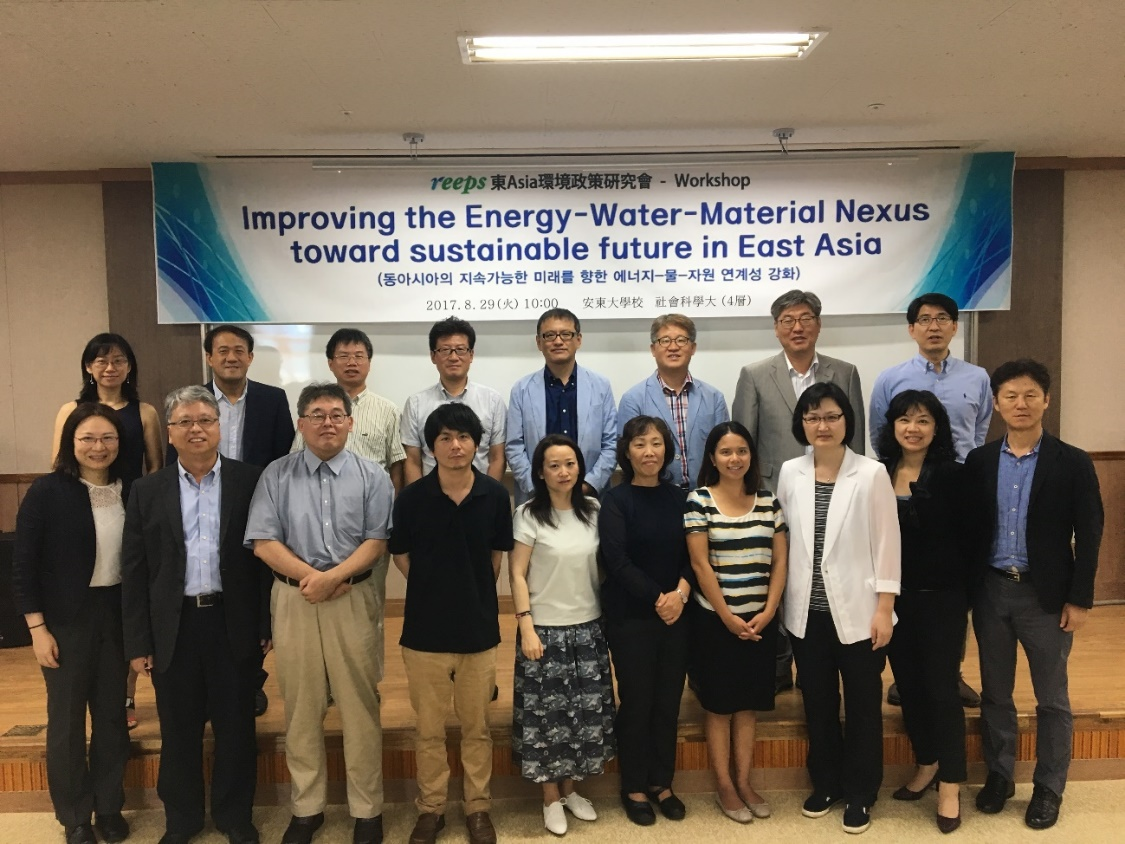 reeps 東Asia環境政策研究會 - Workshop
Improving the Energy-Water-Material Nexus
toward sustainable future in East Asia
(동아시아의 지속가능한 미래를 향한 에너지-물-자원 연계성 강화)
2017. 8. 29(火) 10:00 安東大學校 社會科學大 (4層)